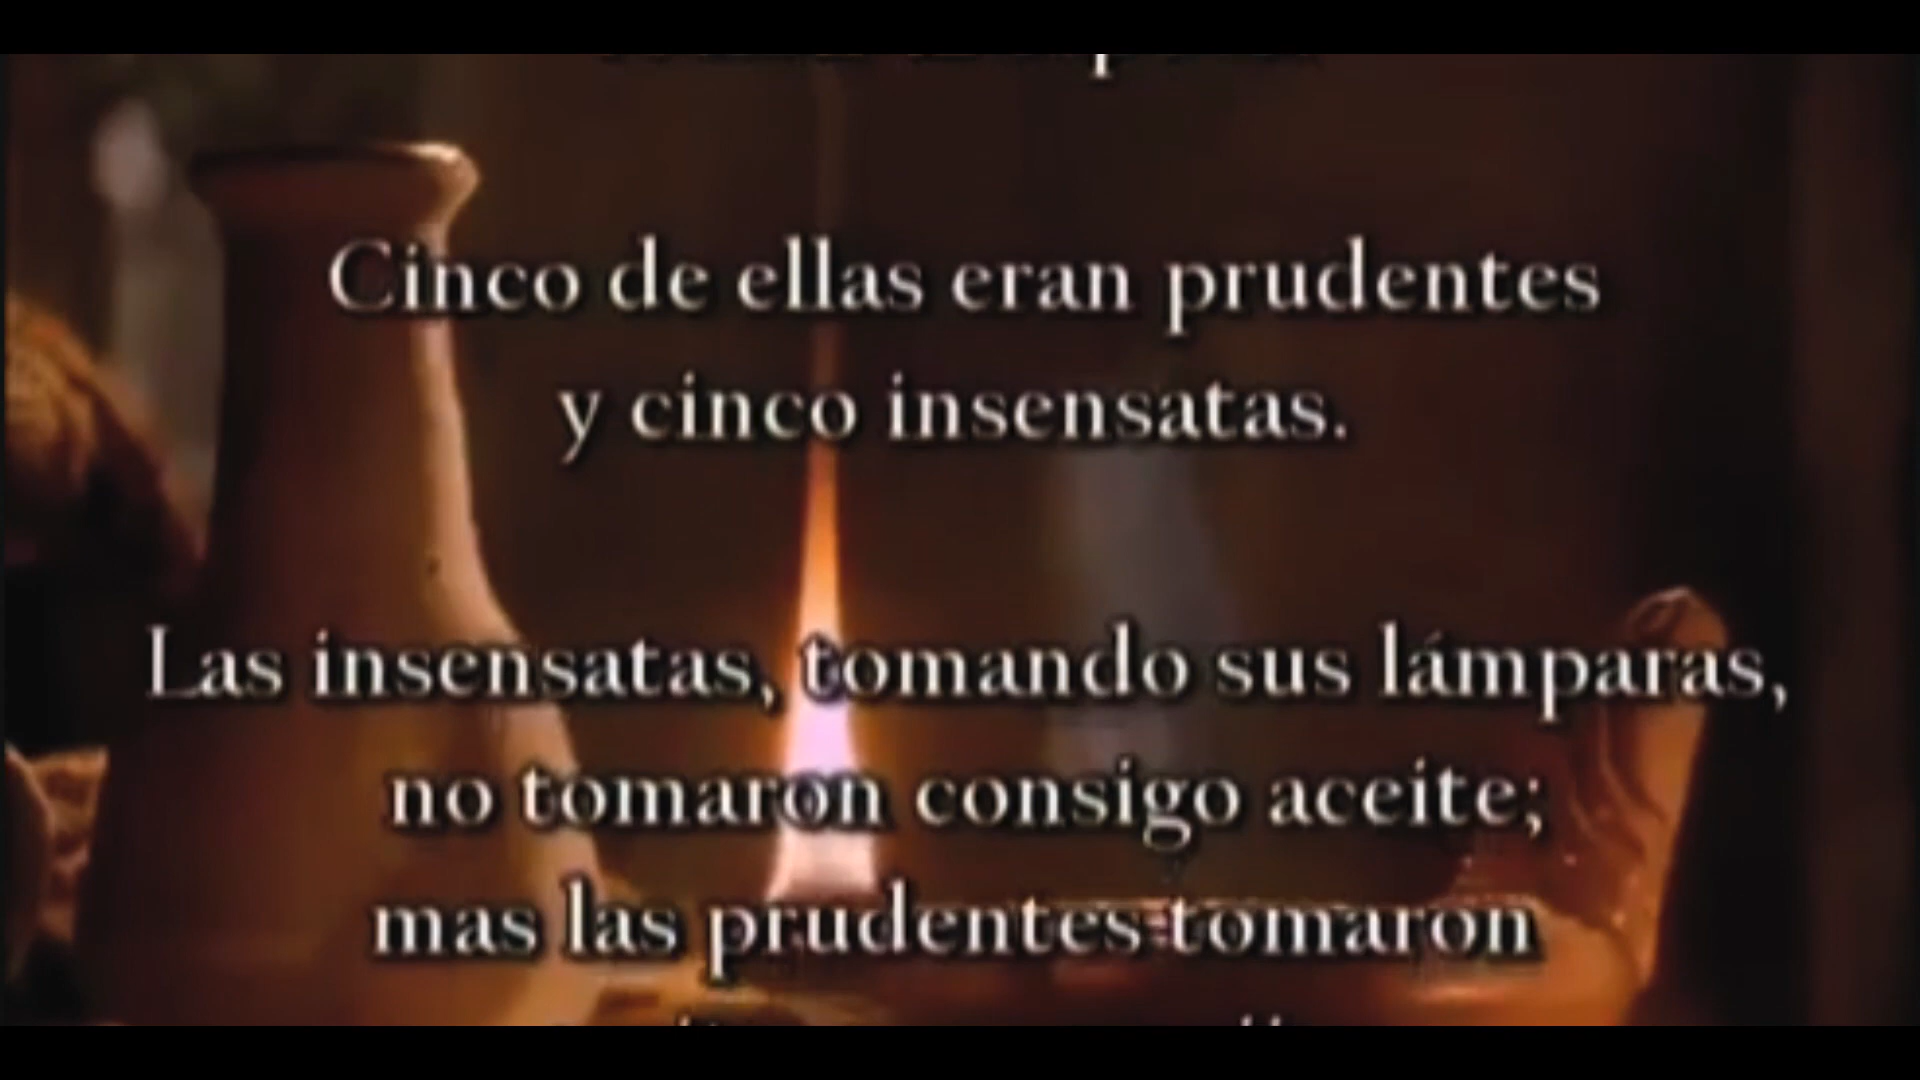 Cinco de ellas eran prudentes
y cinco insensatas.
Las insensatas, tomando sus lámparas,
no tomaron consigo aceite;
mas las prudentes tomaron